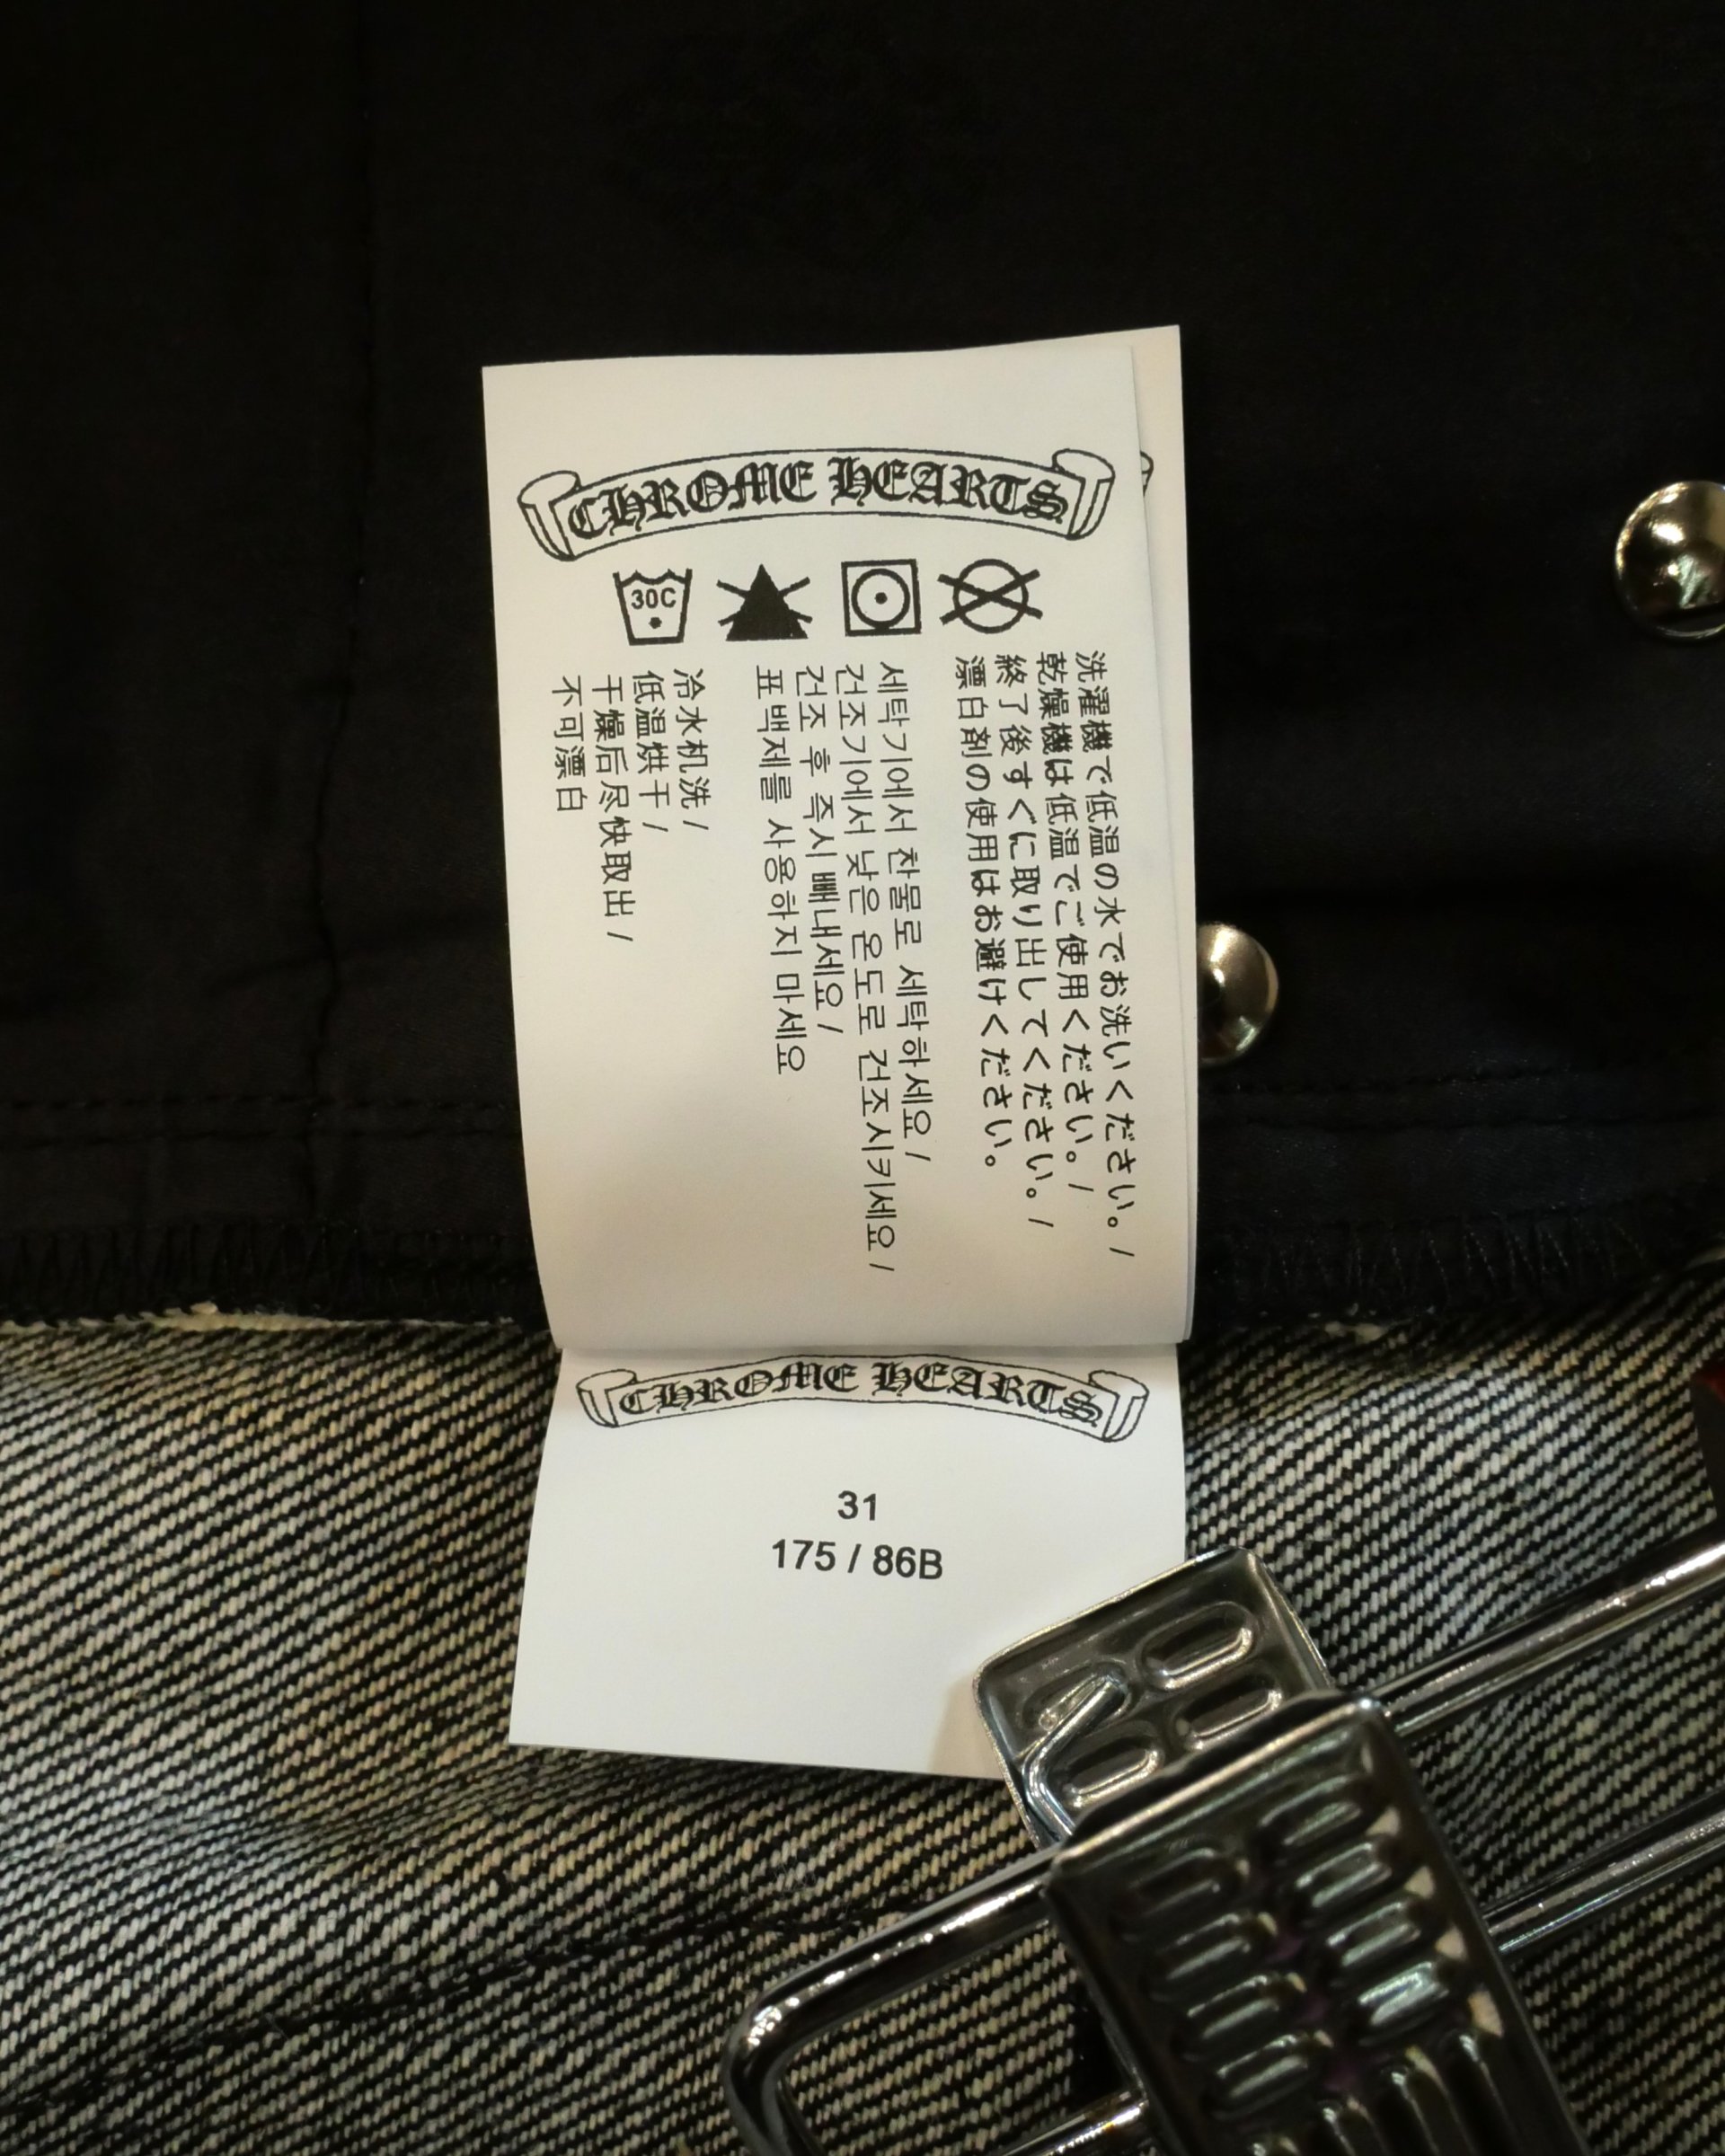 CHROME HEARTS
30C
洗濯機で低温の水でお洗いください。/
乾燥機は低温でご使用ください。/
終了後すぐに取り出してください。/
漂白剤の使用はお避けください。
세탁기에서 찬물로 세탁하세요 /
건조기에서 낮은 온도로 건조시키세요 /
건조 후 즉시 빼내세요 /
표백제를 사용하지 마세요
冷水机洗 /
低温烘干 /
干燥后尽快取出 /
不可漂白
CHROME HEARTS
31
175 / 86B